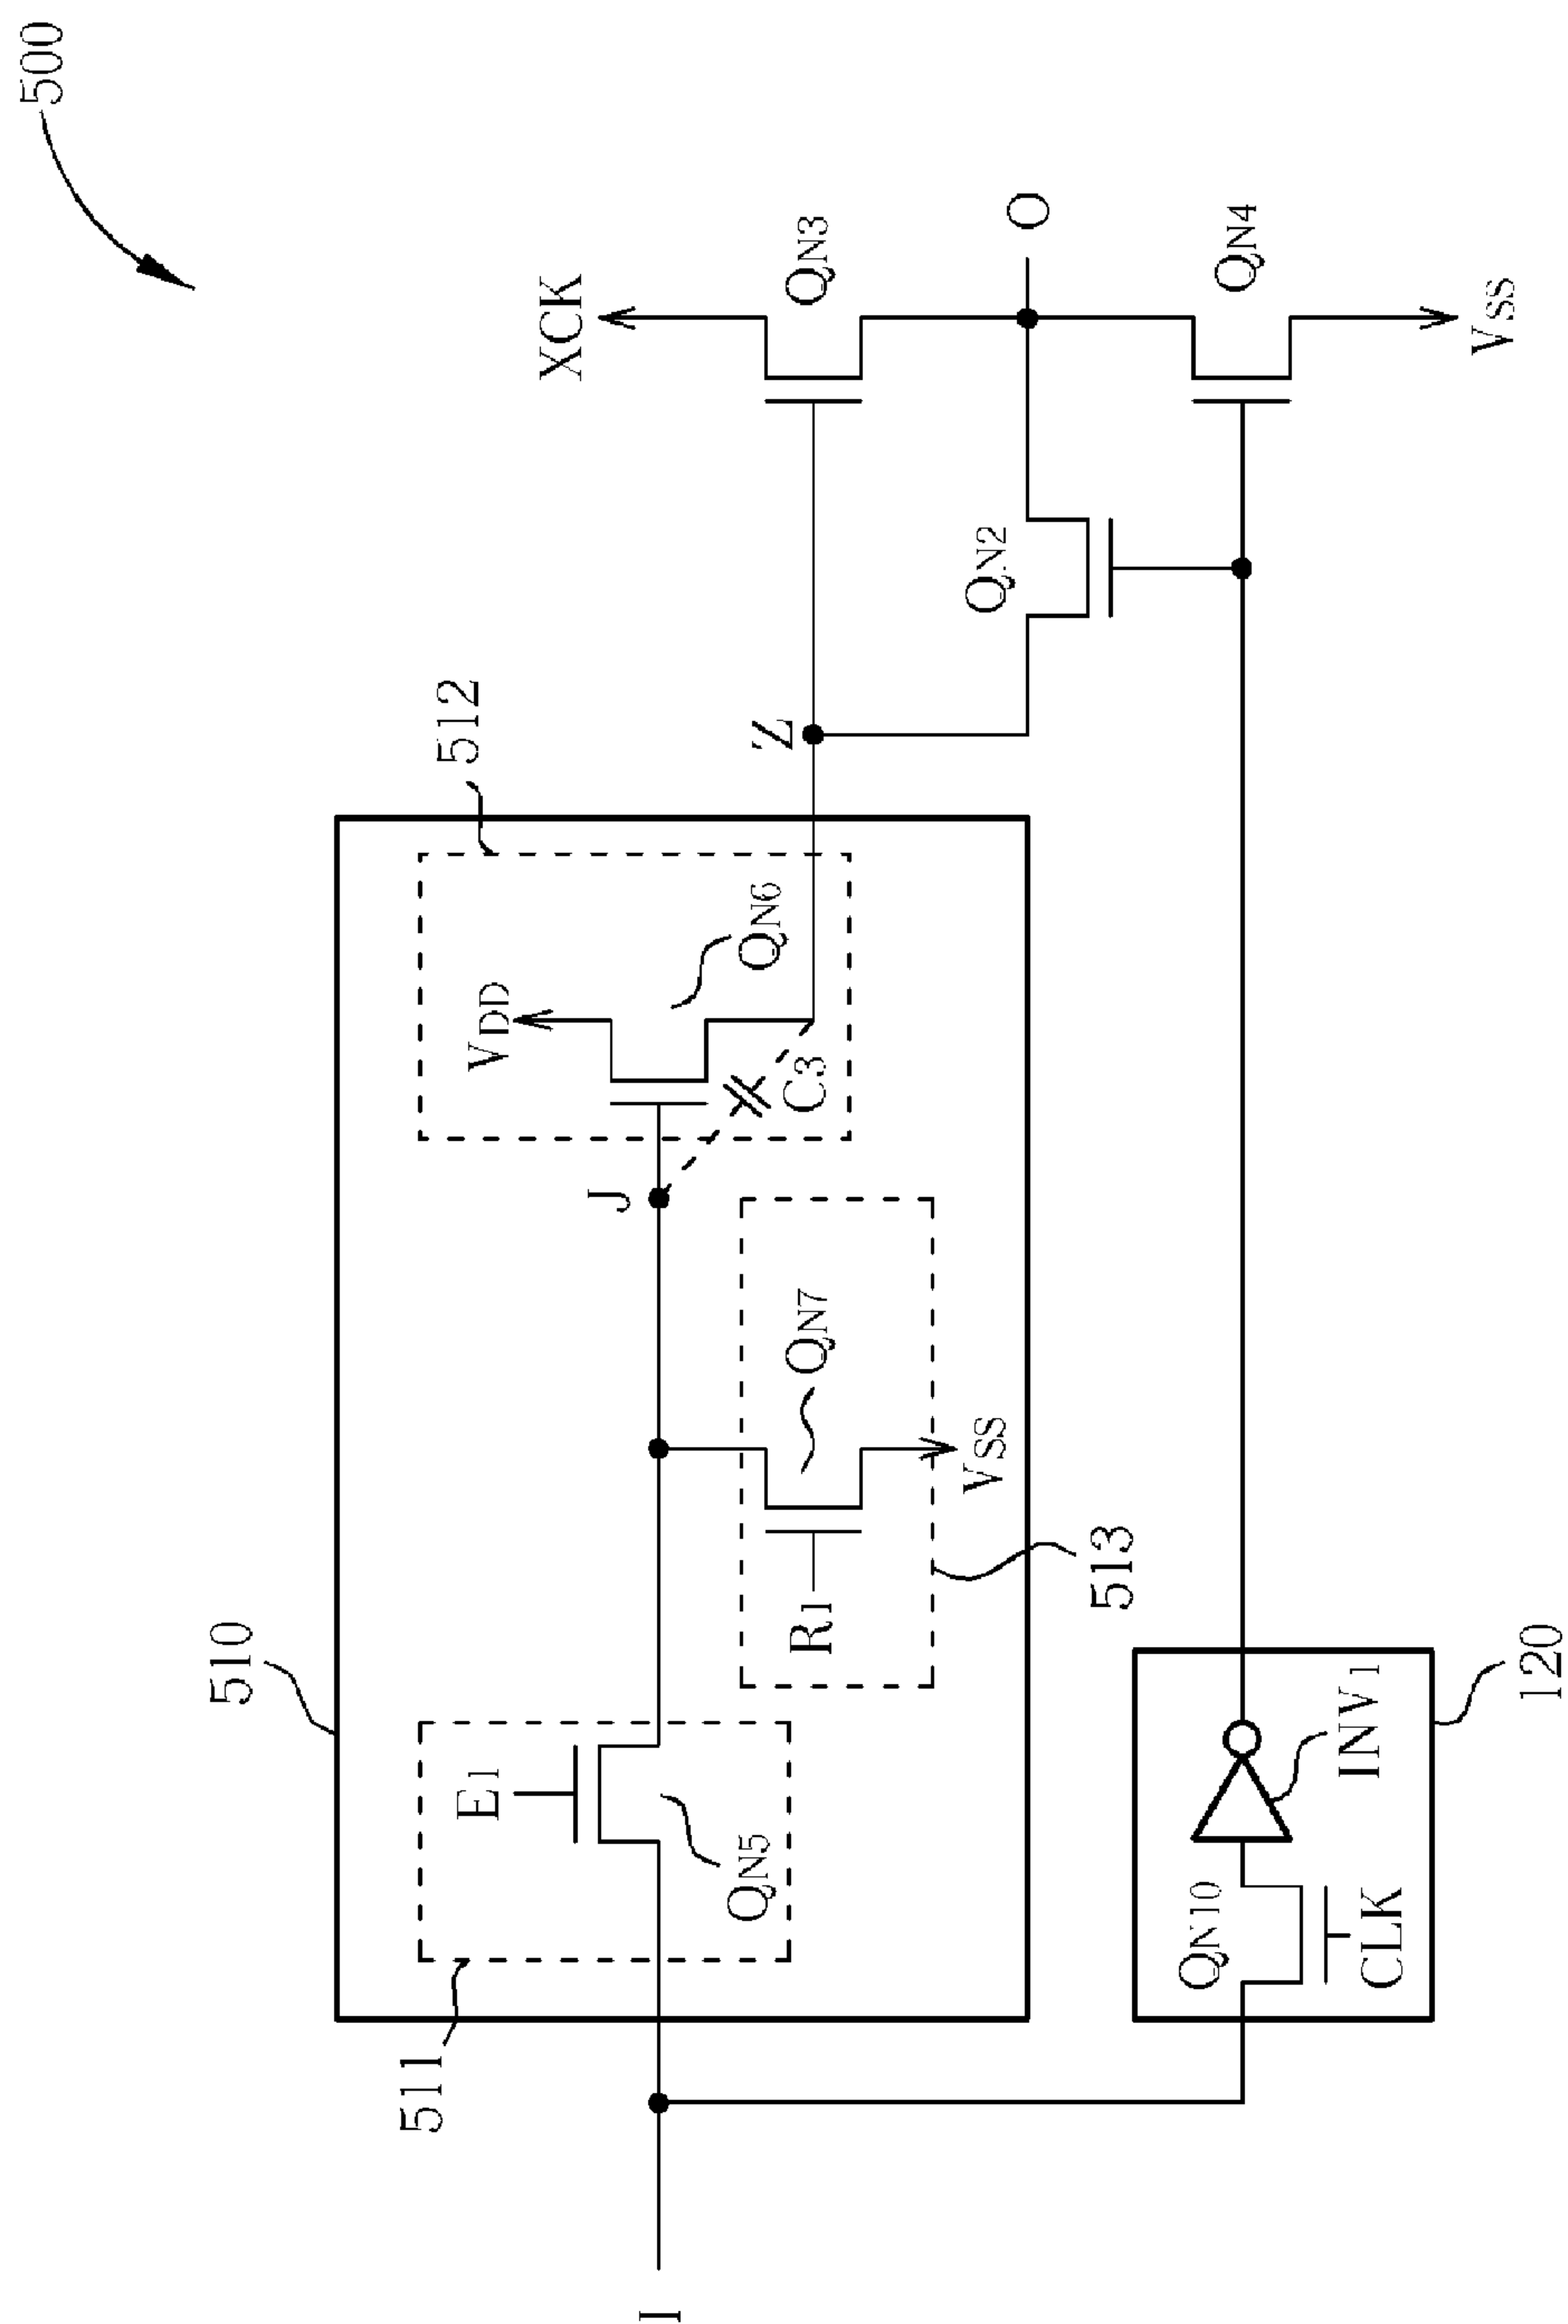 500
XCK
QN3
O
QN4
VSS
QN2
Z
512
VDD
QN6
C3
J
QN7
R1
VSS
513
510
E1
QN5
511
I
QN10
CLK
INV1
120